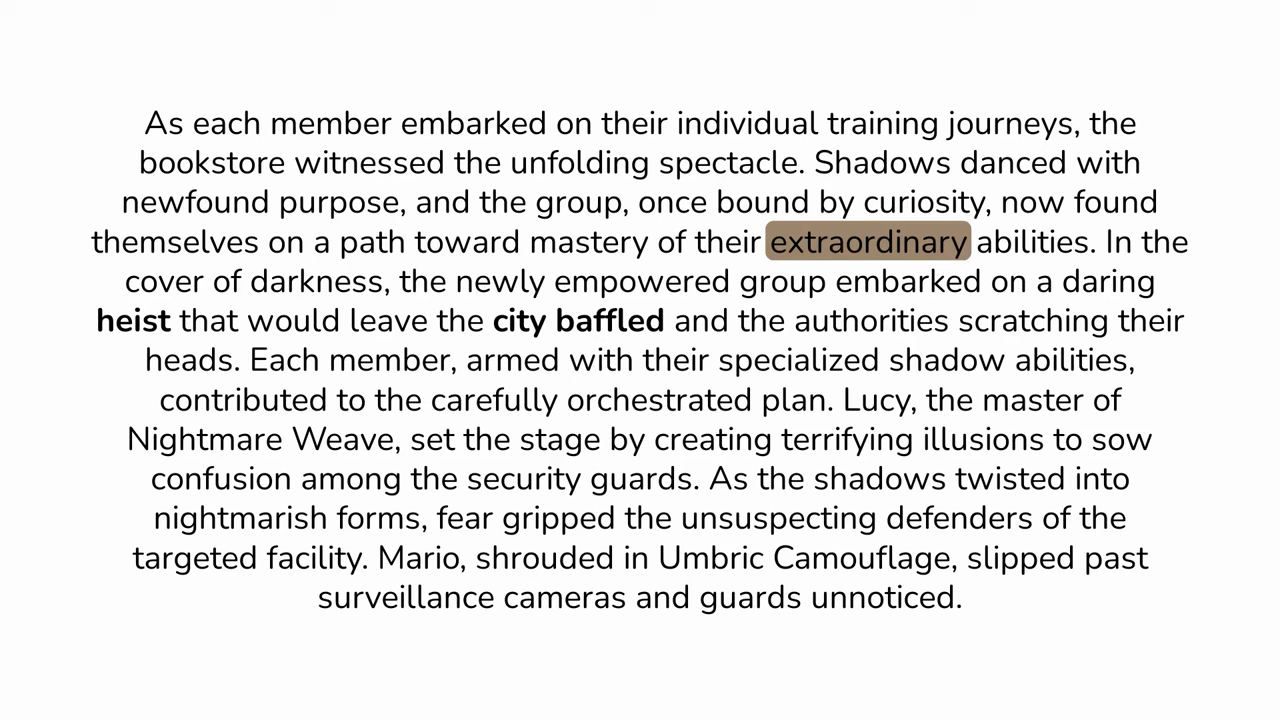 As each member embarked on their individual training journeys, the
bookstore witnessed the unfolding spectacle. Shadows danced with
newfound purpose, and the group, once bound by curiosity, now found
themselves on a path toward mastery of their extraordinary abilities. In the
cover of darkness, the newly empowered group embarked on a daring
heist that would leave the city baffled and the authorities scratching their
heads. Each member, armed with their specialized shadow abilities,
contributed to the carefully orchestrated plan. Lucy, the master of
Nightmare Weave, set the stage by creating terrifying illusions to sow
confusion among the security guards. As the shadows twisted into
nightmarish forms, fear gripped the unsuspecting defenders of the
targeted facility. Mario, shrouded in Umbric Camouflage, slipped past
surveillance cameras and guards unnoticed.